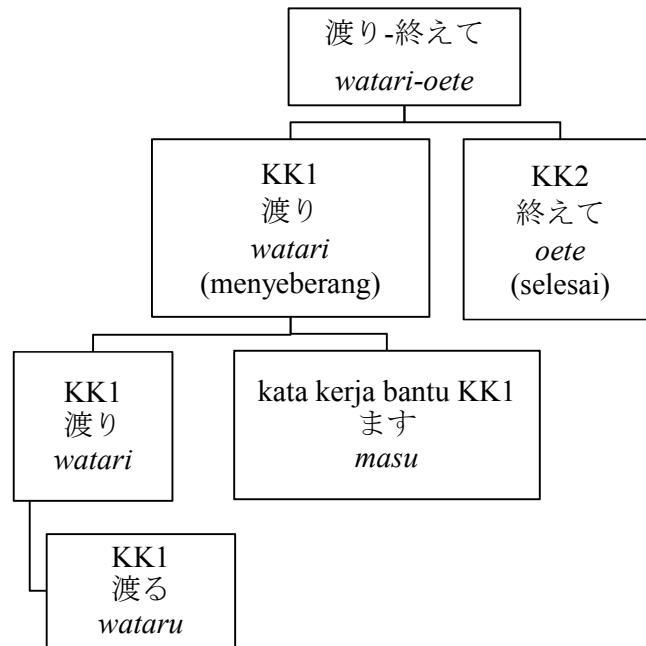 渡り-終えて
watari-oete
KK1
渡り
watari
(menyeberang)
KK2
終えて
oete
(selesai)
KK1
渡り
watari
kata kerja bantu KK1
ます
masu
KK1
渡る
wataru